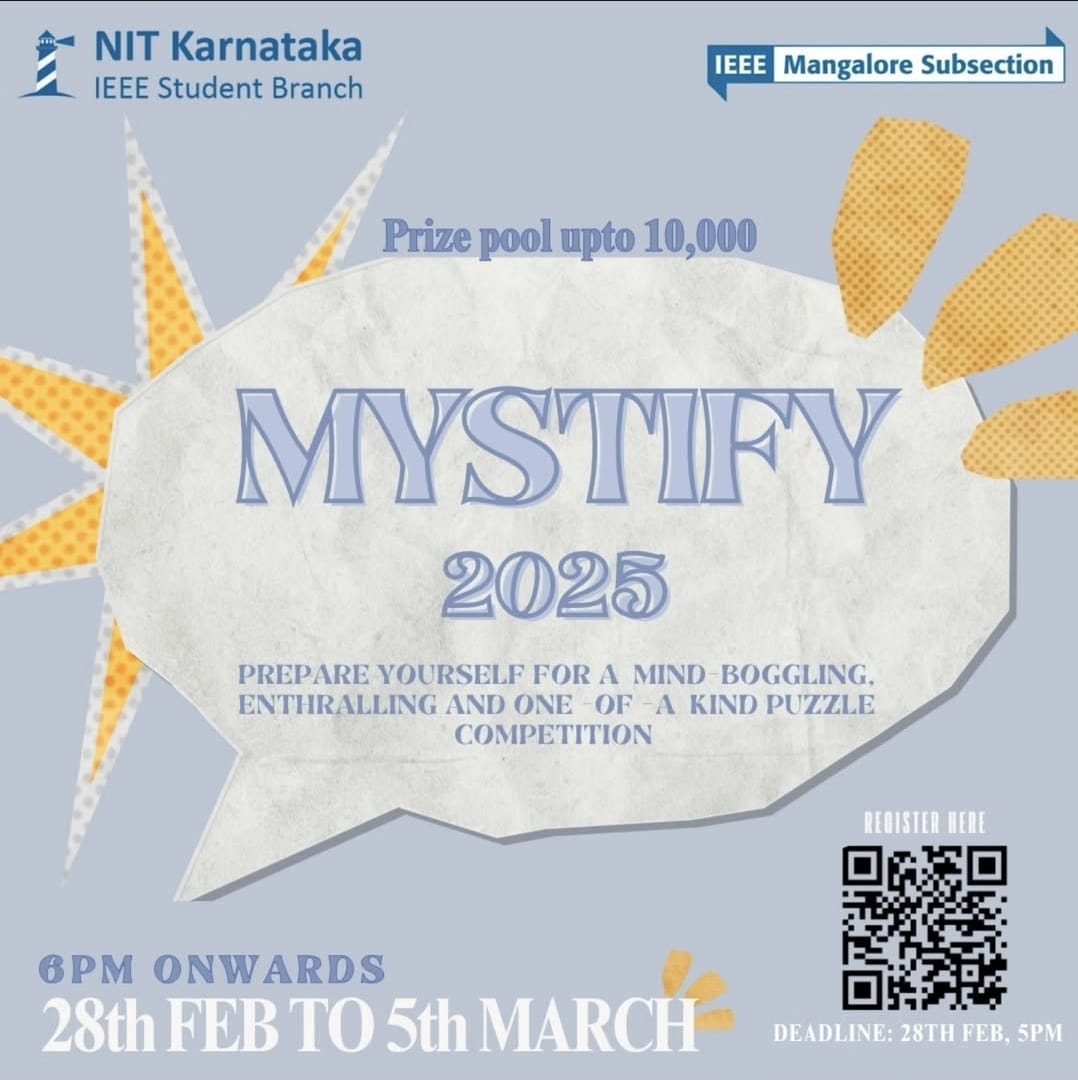 NIT Karnataka
IEEE Student Branch
IEEE Mangalore Subsection
Prize pool upto 10,000
MYSTIFY
2025
PREPARE YOURSELF FOR A MIND-BOGGLING,
ENTHRALLING AND ONE -OF -A KIND PUZZLE
COMPETITION
REGISTER HERE
6PM ONWARDS
28th FEB TO 5th MARCH
DEADLINE: 28TH FEB, 5PM